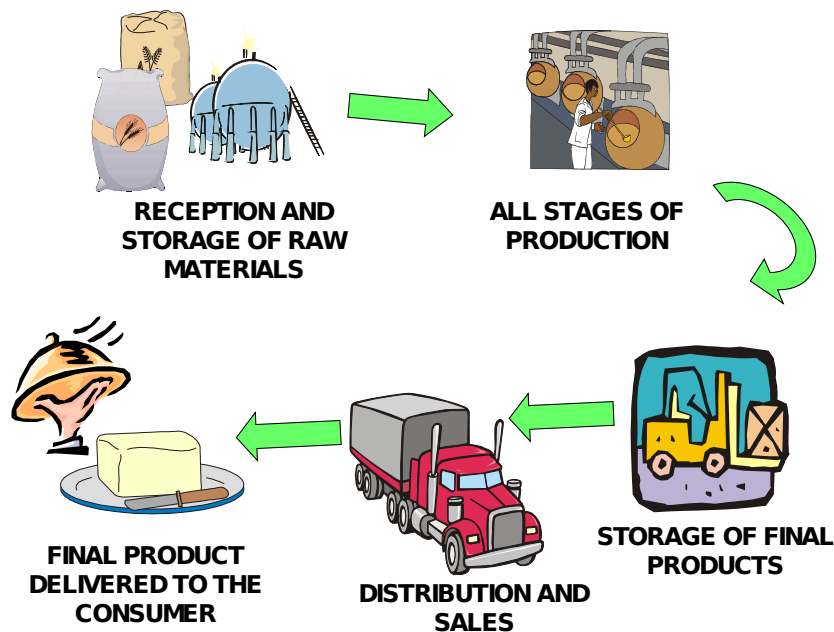 RECEPTION AND
STORAGE OF RAW
MATERIALS
ALL STAGES OF
PRODUCTION
STORAGE OF FINAL
PRODUCTS
DISTRIBUTION AND
SALES
FINAL PRODUCT
DELIVERED TO THE
CONSUMER